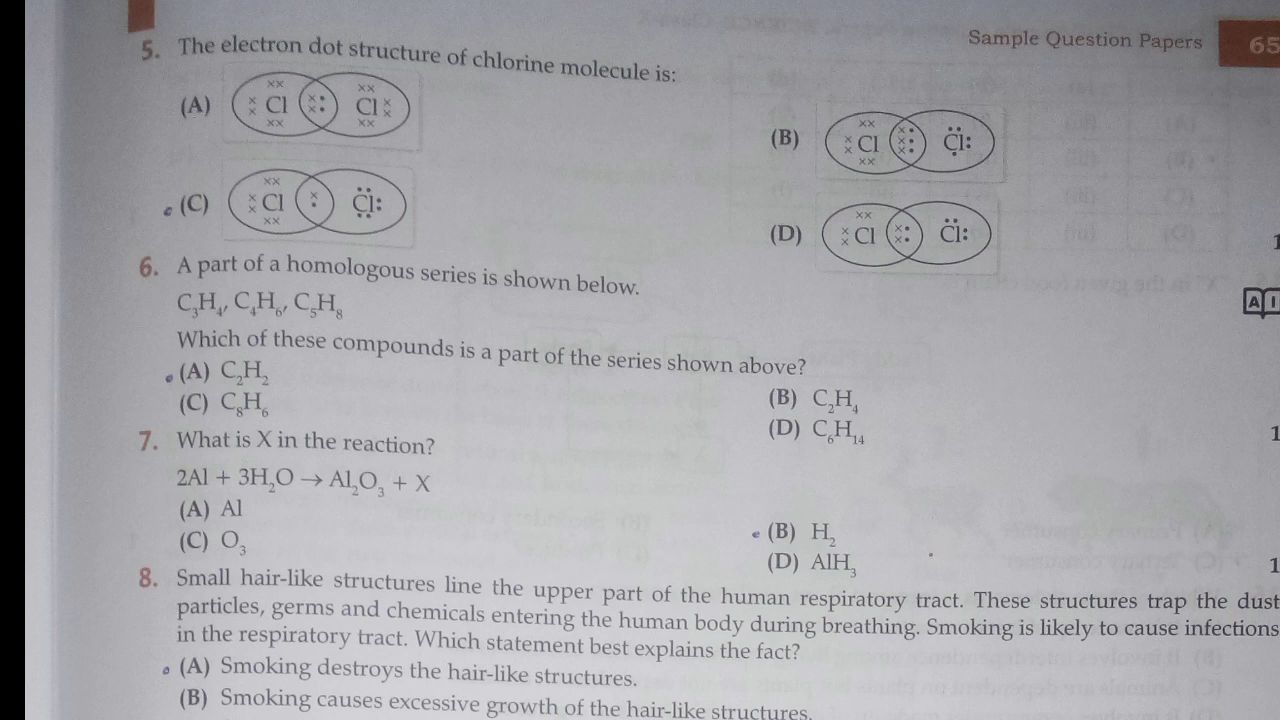 Sample Question Papers 65
5. The electron dot structure of chlorine molecule is:
(A) Cl Cl
(B) Cl Cl
(C) Cl Cl
(D) Cl Cl
1
6. A part of a homologous series is shown below.
C₃H₄, C₄H₆, C₅H₈
A I
Which of these compounds is a part of the series shown above?
(A) C₂H₂
(B) C₂H₄
(C) C₈H₆
(D) C₆H₁₄
1
7. What is X in the reaction?
2Al + 3H₂O → Al₂O₃ + X
(A) Al
(B) H₂
(C) O₃
(D) AlH₃
1
8. Small hair-like structures line the upper part of the human respiratory tract. These structures trap the dust
particles, germs and chemicals entering the human body during breathing. Smoking is likely to cause infections
in the respiratory tract. Which statement best explains the fact?
(A) Smoking destroys the hair-like structures.
(B) Smoking causes excessive growth of the hair-like structures.